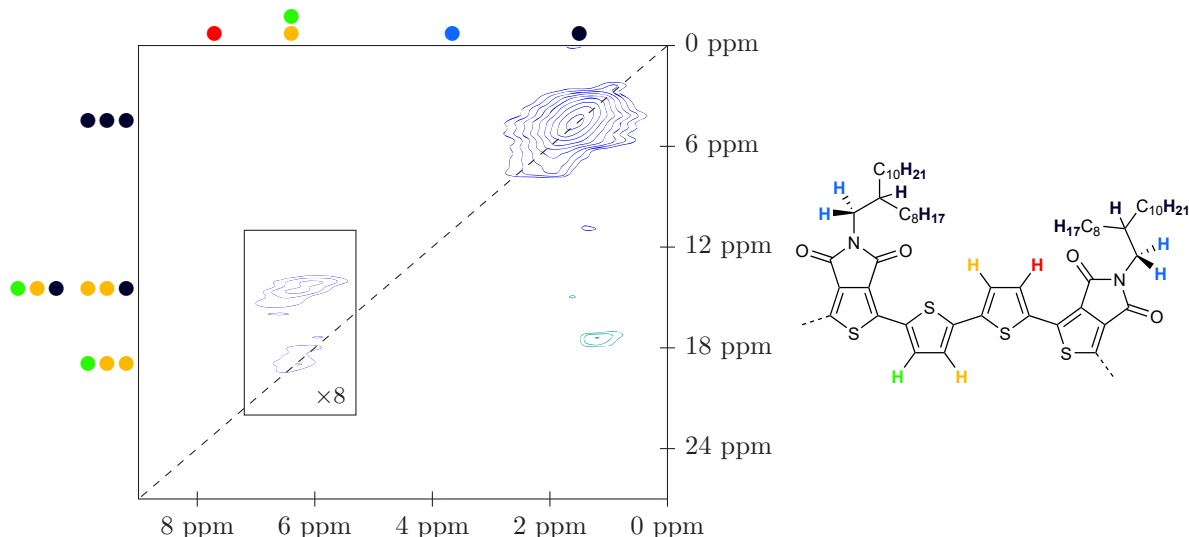 0 ppm
6 ppm
12 ppm
18 ppm
24 ppm
×8
8 ppm
6 ppm
4 ppm
2 ppm
0 ppm
C10H21
H
H
H
C8H17
N
O
O
S
S
H
H
H
H
S
S
H
C10H21
H17C8
H
H
N
O
O